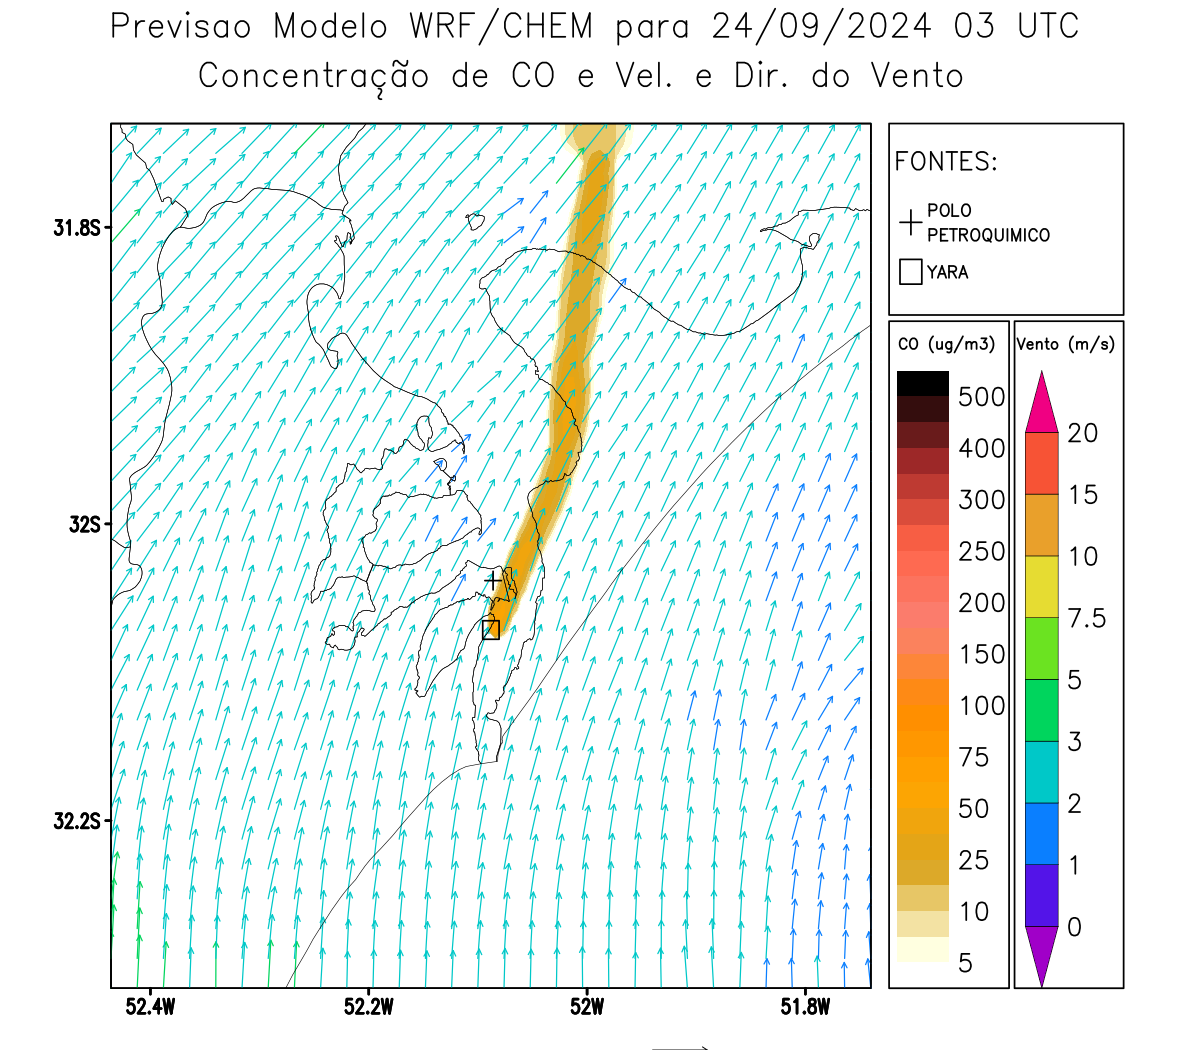 Previsao Modelo WRF/CHEM para 24/09/2024 03 UTC
Concentração de CO e Vel. e Dir. do Vento
FONTES:
POLO
PETROQUIMICO
YARA
CO (ug/m3)
500
400
300
250
200
150
100
75
50
25
10
5
Vento (m/s)
20
15
10
7.5
5
3
2
1
0
31.8S
32S
32.2S
52.4W
52.2W
52W
51.8W